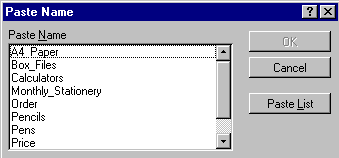 Paste Name
Paste Name
A4_Paper
Box_Files
Calculators
Monthly_Stationery
Order
Pencils
Pens
Price
OK
Cancel
Paste List